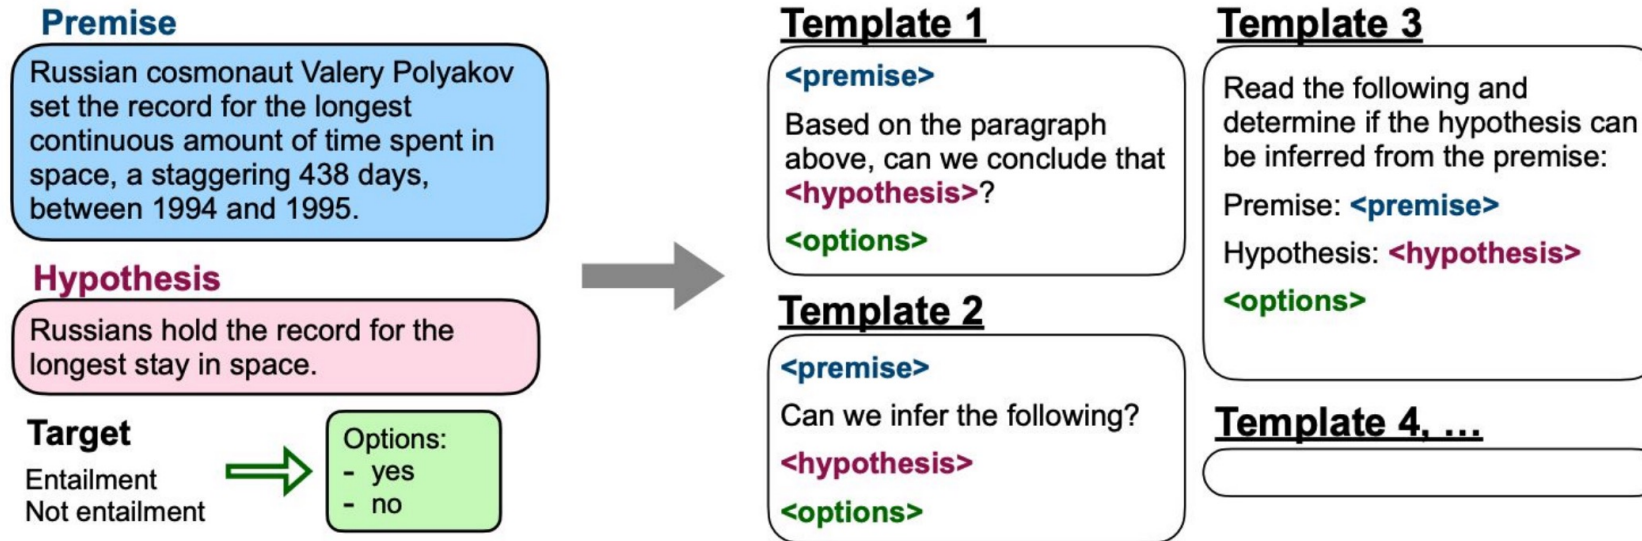 Premise
Russian cosmonaut Valery Polyakov
set the record for the longest
continuous amount of time spent in
space, a staggering 438 days,
between 1994 and 1995.
Hypothesis
Russians hold the record for the
longest stay in space.
Target
Entailment
Not entailment
Options:
- yes
- no
Template 1
<premise>
Based on the paragraph
above, can we conclude that
<hypothesis>?
<options>
Template 2
<premise>
Can we infer the following?
<hypothesis>
<options>
Template 3
Read the following and
determine if the hypothesis can
be inferred from the premise:
Premise: <premise>
Hypothesis: <hypothesis>
<options>
Template 4, ...